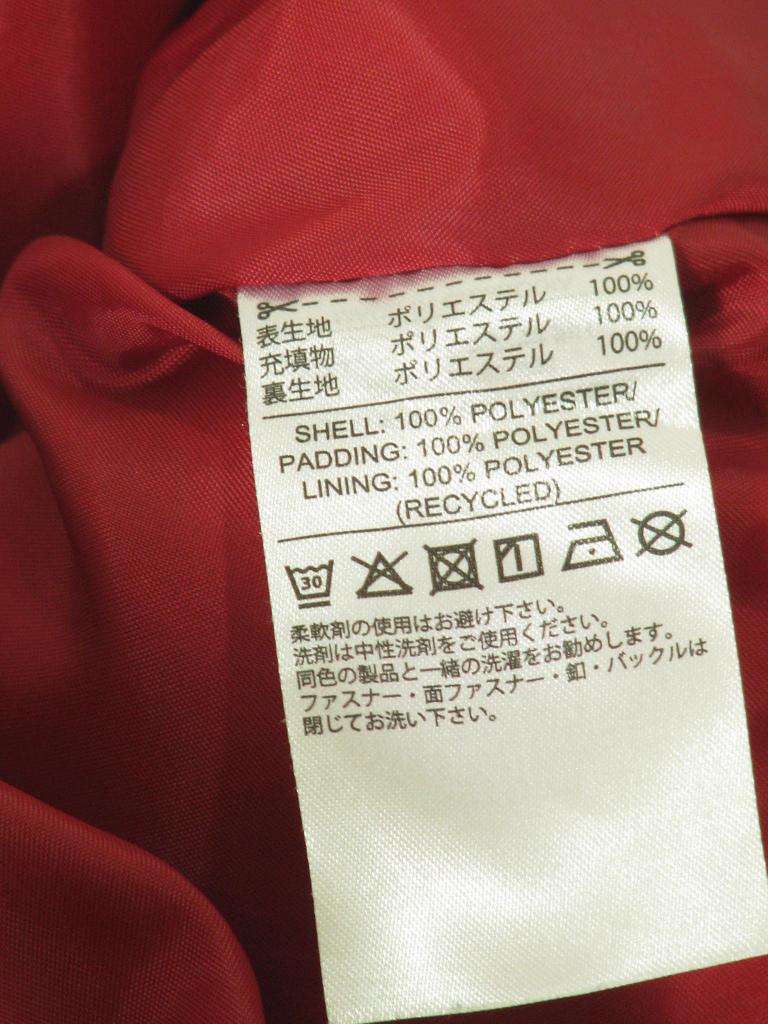 表生地 ポリエステル 100%
充填物 ポリエステル 100%
裏生地 ポリエステル 100%
SHELL: 100% POLYESTER/
PADDING: 100% POLYESTER/
LINING: 100% POLYESTER
(RECYCLED)
30
柔軟剤の使用はお避け下さい。
洗剤は中性洗剤をご使用ください。
同色の製品と一緒の洗濯をお勧めします。
ファスナー・面ファスナー・釦・バックルは
閉じてお洗い下さい。